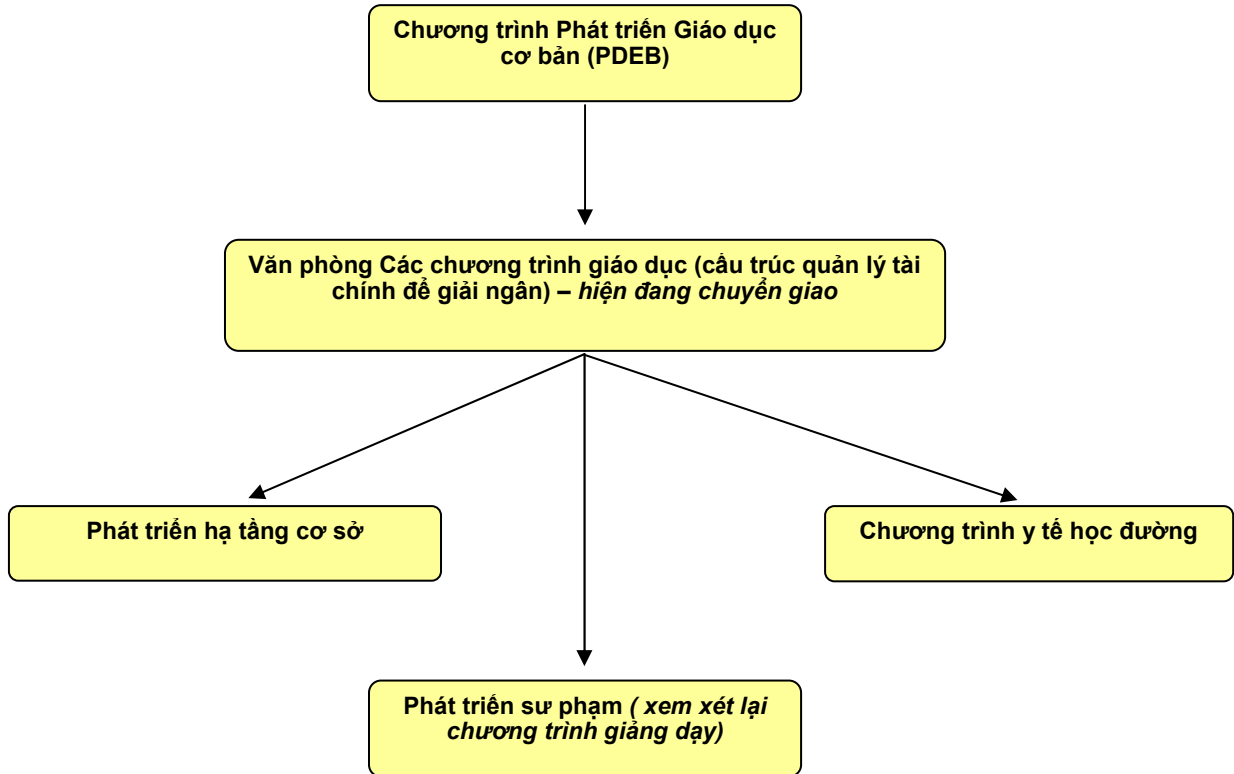 Chương trình Phát triển Giáo dục
cơ bản (PDEB)
Văn phòng Các chương trình giáo dục (cấu trúc quản lý tài
chính để giải ngân) – hiện đang chuyển giao
Phát triển hạ tầng cơ sở
Chương trình y tế học đường
Phát triển sư phạm ( xem xét lại
chương trình giảng dạy)